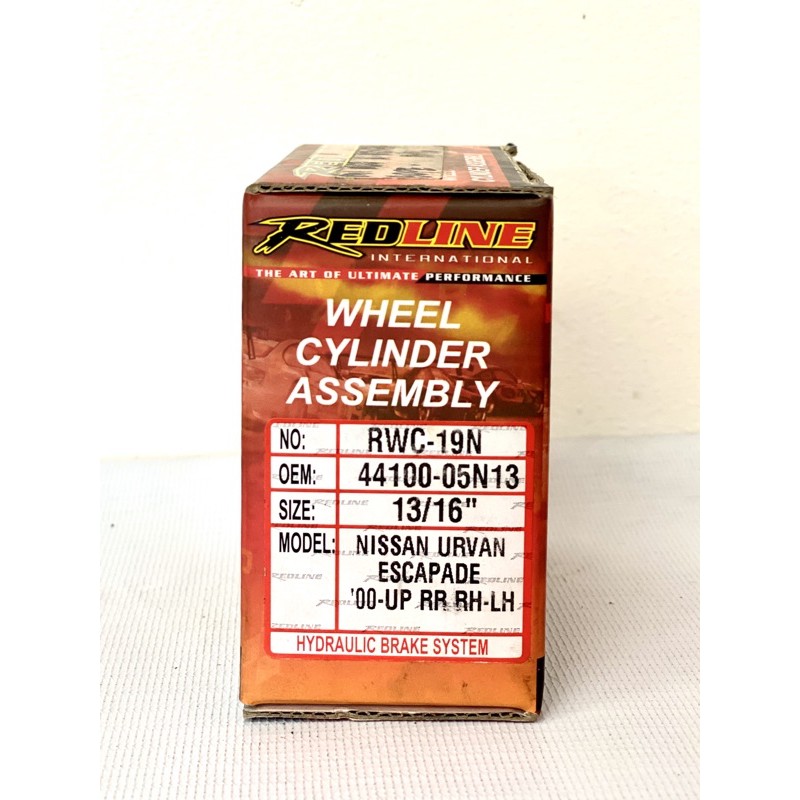 REDLINE
INTERNATIONAL
THE ART OF ULTIMATE PERFORMANCE
WHEEL
CYLINDER
ASSEMBLY
NO: RWC-19N
OEM: 44100-05N13
SIZE: 13/16"
MODEL: NISSAN URVAN
ESCAPADE
'00-UP RR RH-LH
HYDRAULIC BRAKE SYSTEM